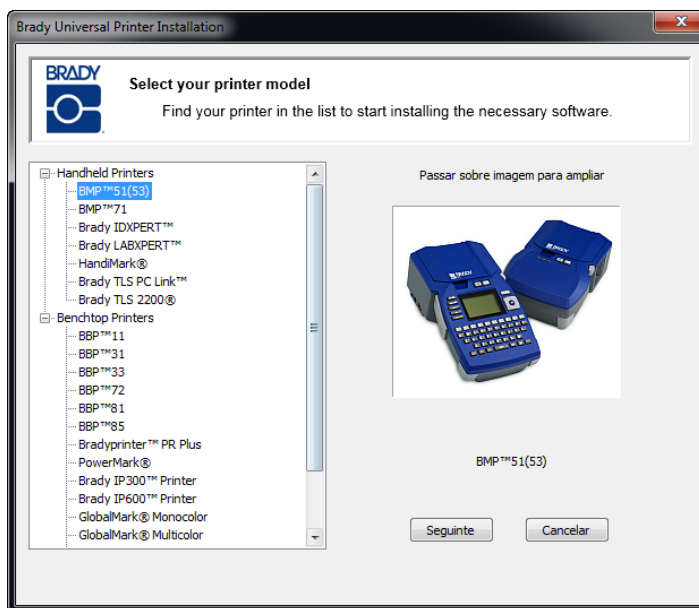 Brady Universal Printer Installation
BRADY
Select your printer model
Find your printer in the list to start installing the necessary software.
Handheld Printers
BMP™51(53)
BMP™71
Brady IDXPERT™
Brady LABXPERT™
HandiMark®
Brady TLS PC Link™
Brady TLS 2200®
Benchtop Printers
BBP™11
BBP™31
BBP™33
BBP™72
BBP™81
BBP™85
Bradyprinter™ PR Plus
PowerMark®
Brady IP300™ Printer
Brady IP600™ Printer
GlobalMark® Monocolor
GlobalMark® Multicolor
Passar sobre imagem para ampliar
BRADY
BMP™51(53)
Seguinte
Cancelar